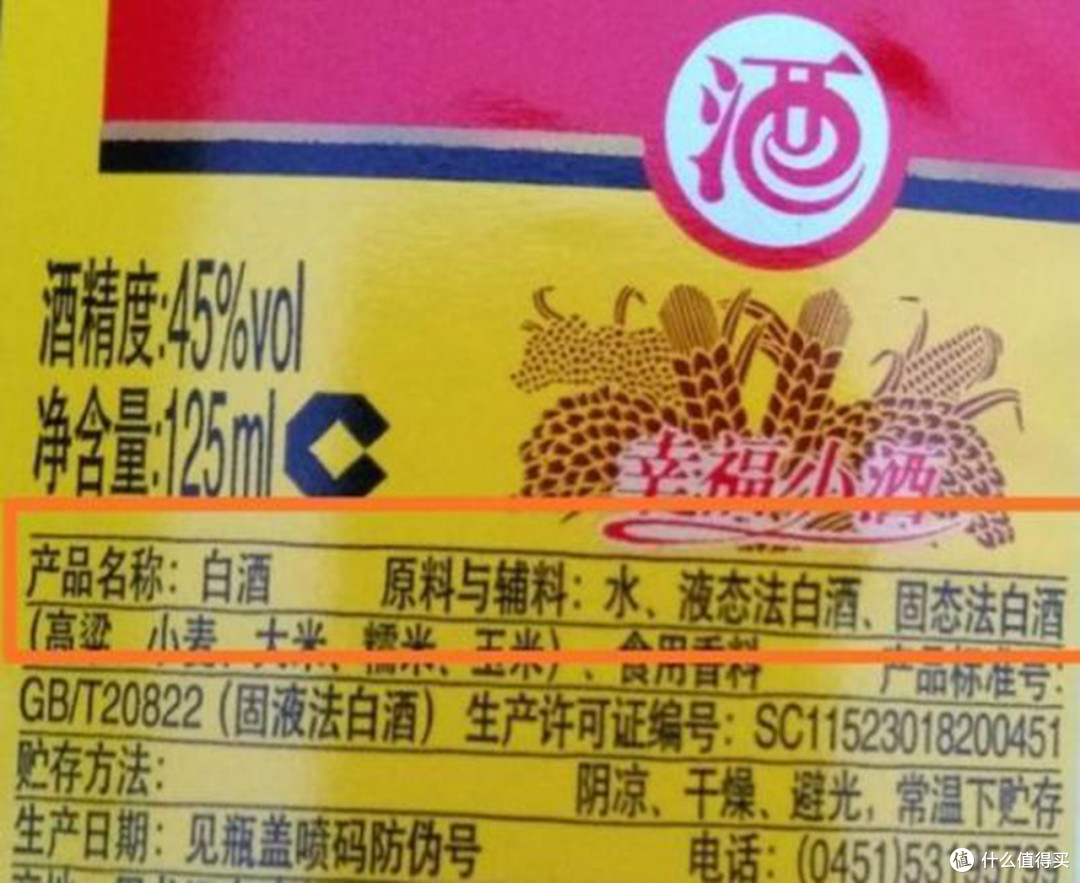 酒
酒精度:45%vol
净含量:125ml
幸福小酒
产品名称：白酒 原料与辅料：水、液态法白酒、固态法白酒
(高粱、小麦、大米、糯米、玉米)、食用香料 产品标准号:
GB/T20822 (固液法白酒) 生产许可证编号：SC11523018200451
贮存方法： 阴凉、干燥、避光，常温下贮存
生产日期：见瓶盖喷码防伪号 电话：
值 什么值得买